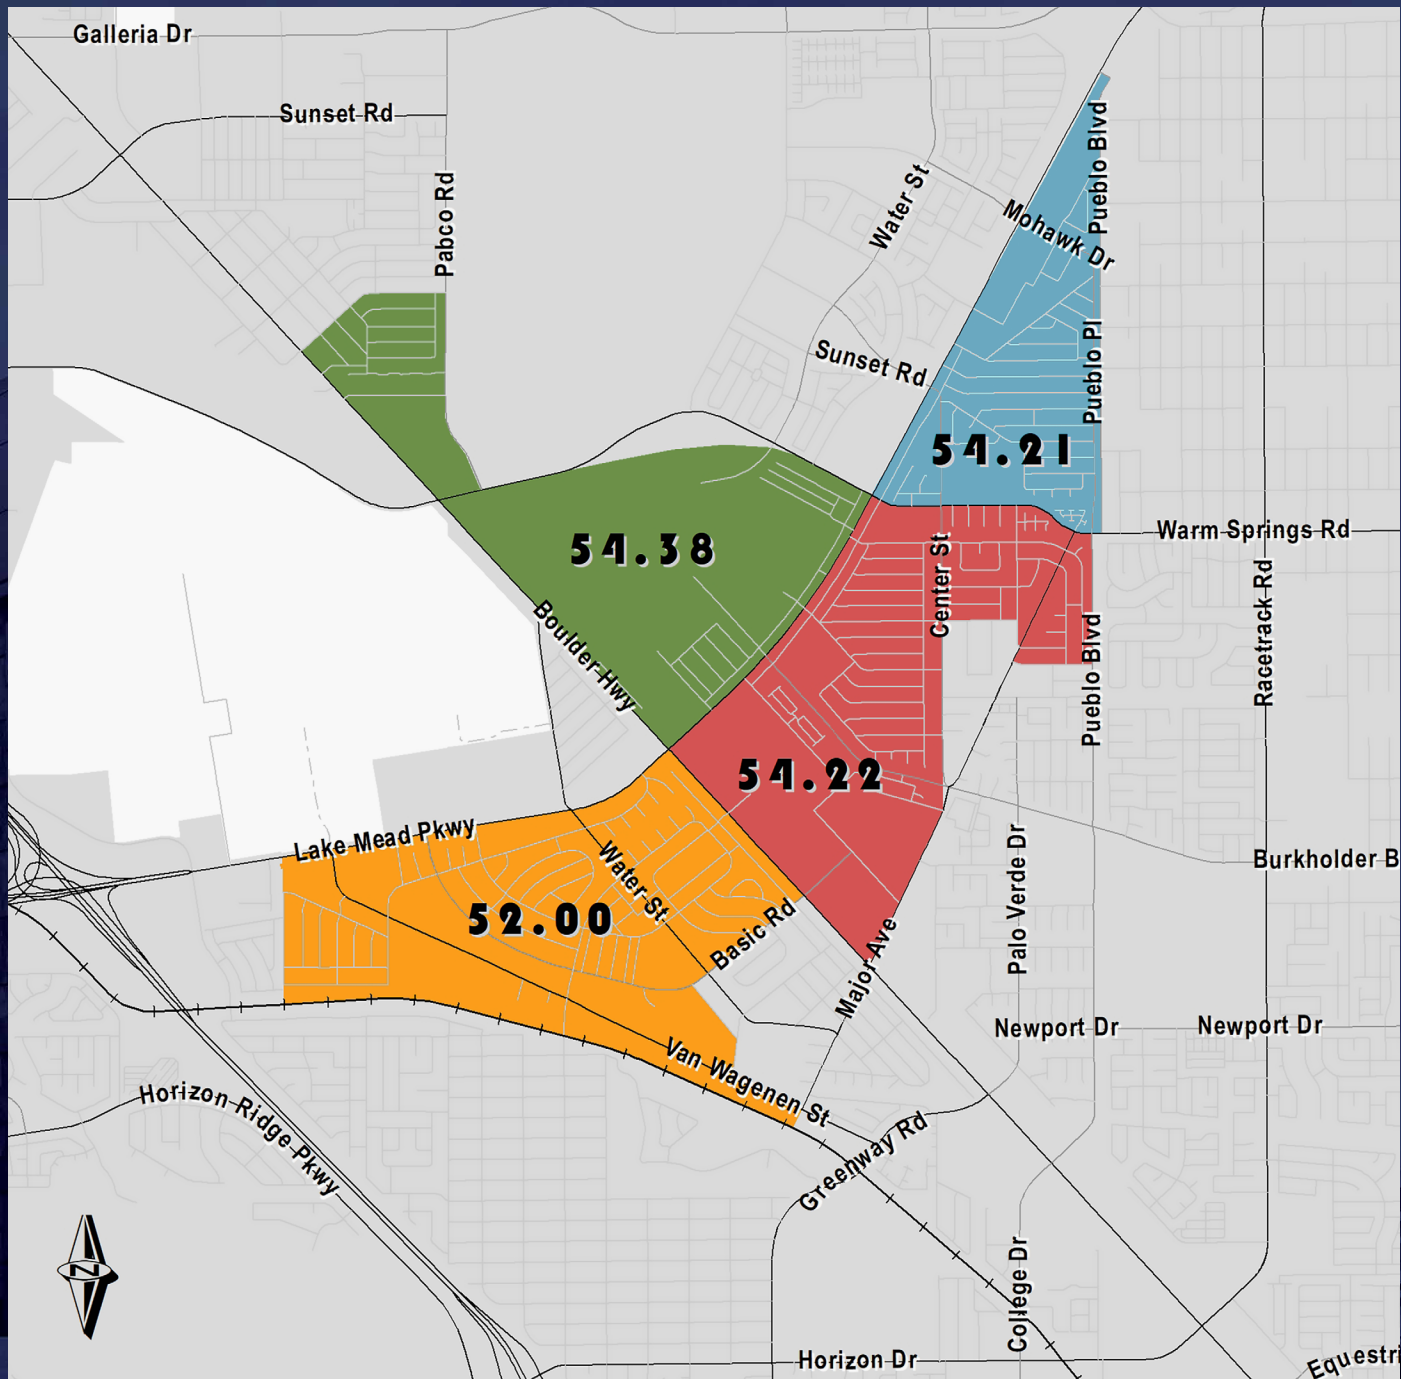 Galleria Dr
Sunset Rd
Pabco Rd
Water St
Pueblo Blvd
Mohawk Dr
Sunset Rd
Pueblo Pl
54.21
Warm Springs Rd
54.38
Center St
Racetrack Rd
Boulder Hwy
Pueblo Blvd
54.22
Lake Mead Pkwy
Water St
Palo Verde Dr
Burkholder B
52.00
Basic Rd
Major Ave
Newport Dr
Newport Dr
Van Wagenen St
Horizon Ridge Pkwy
Greenway Rd
N
College Dr
Horizon Dr
Equestri